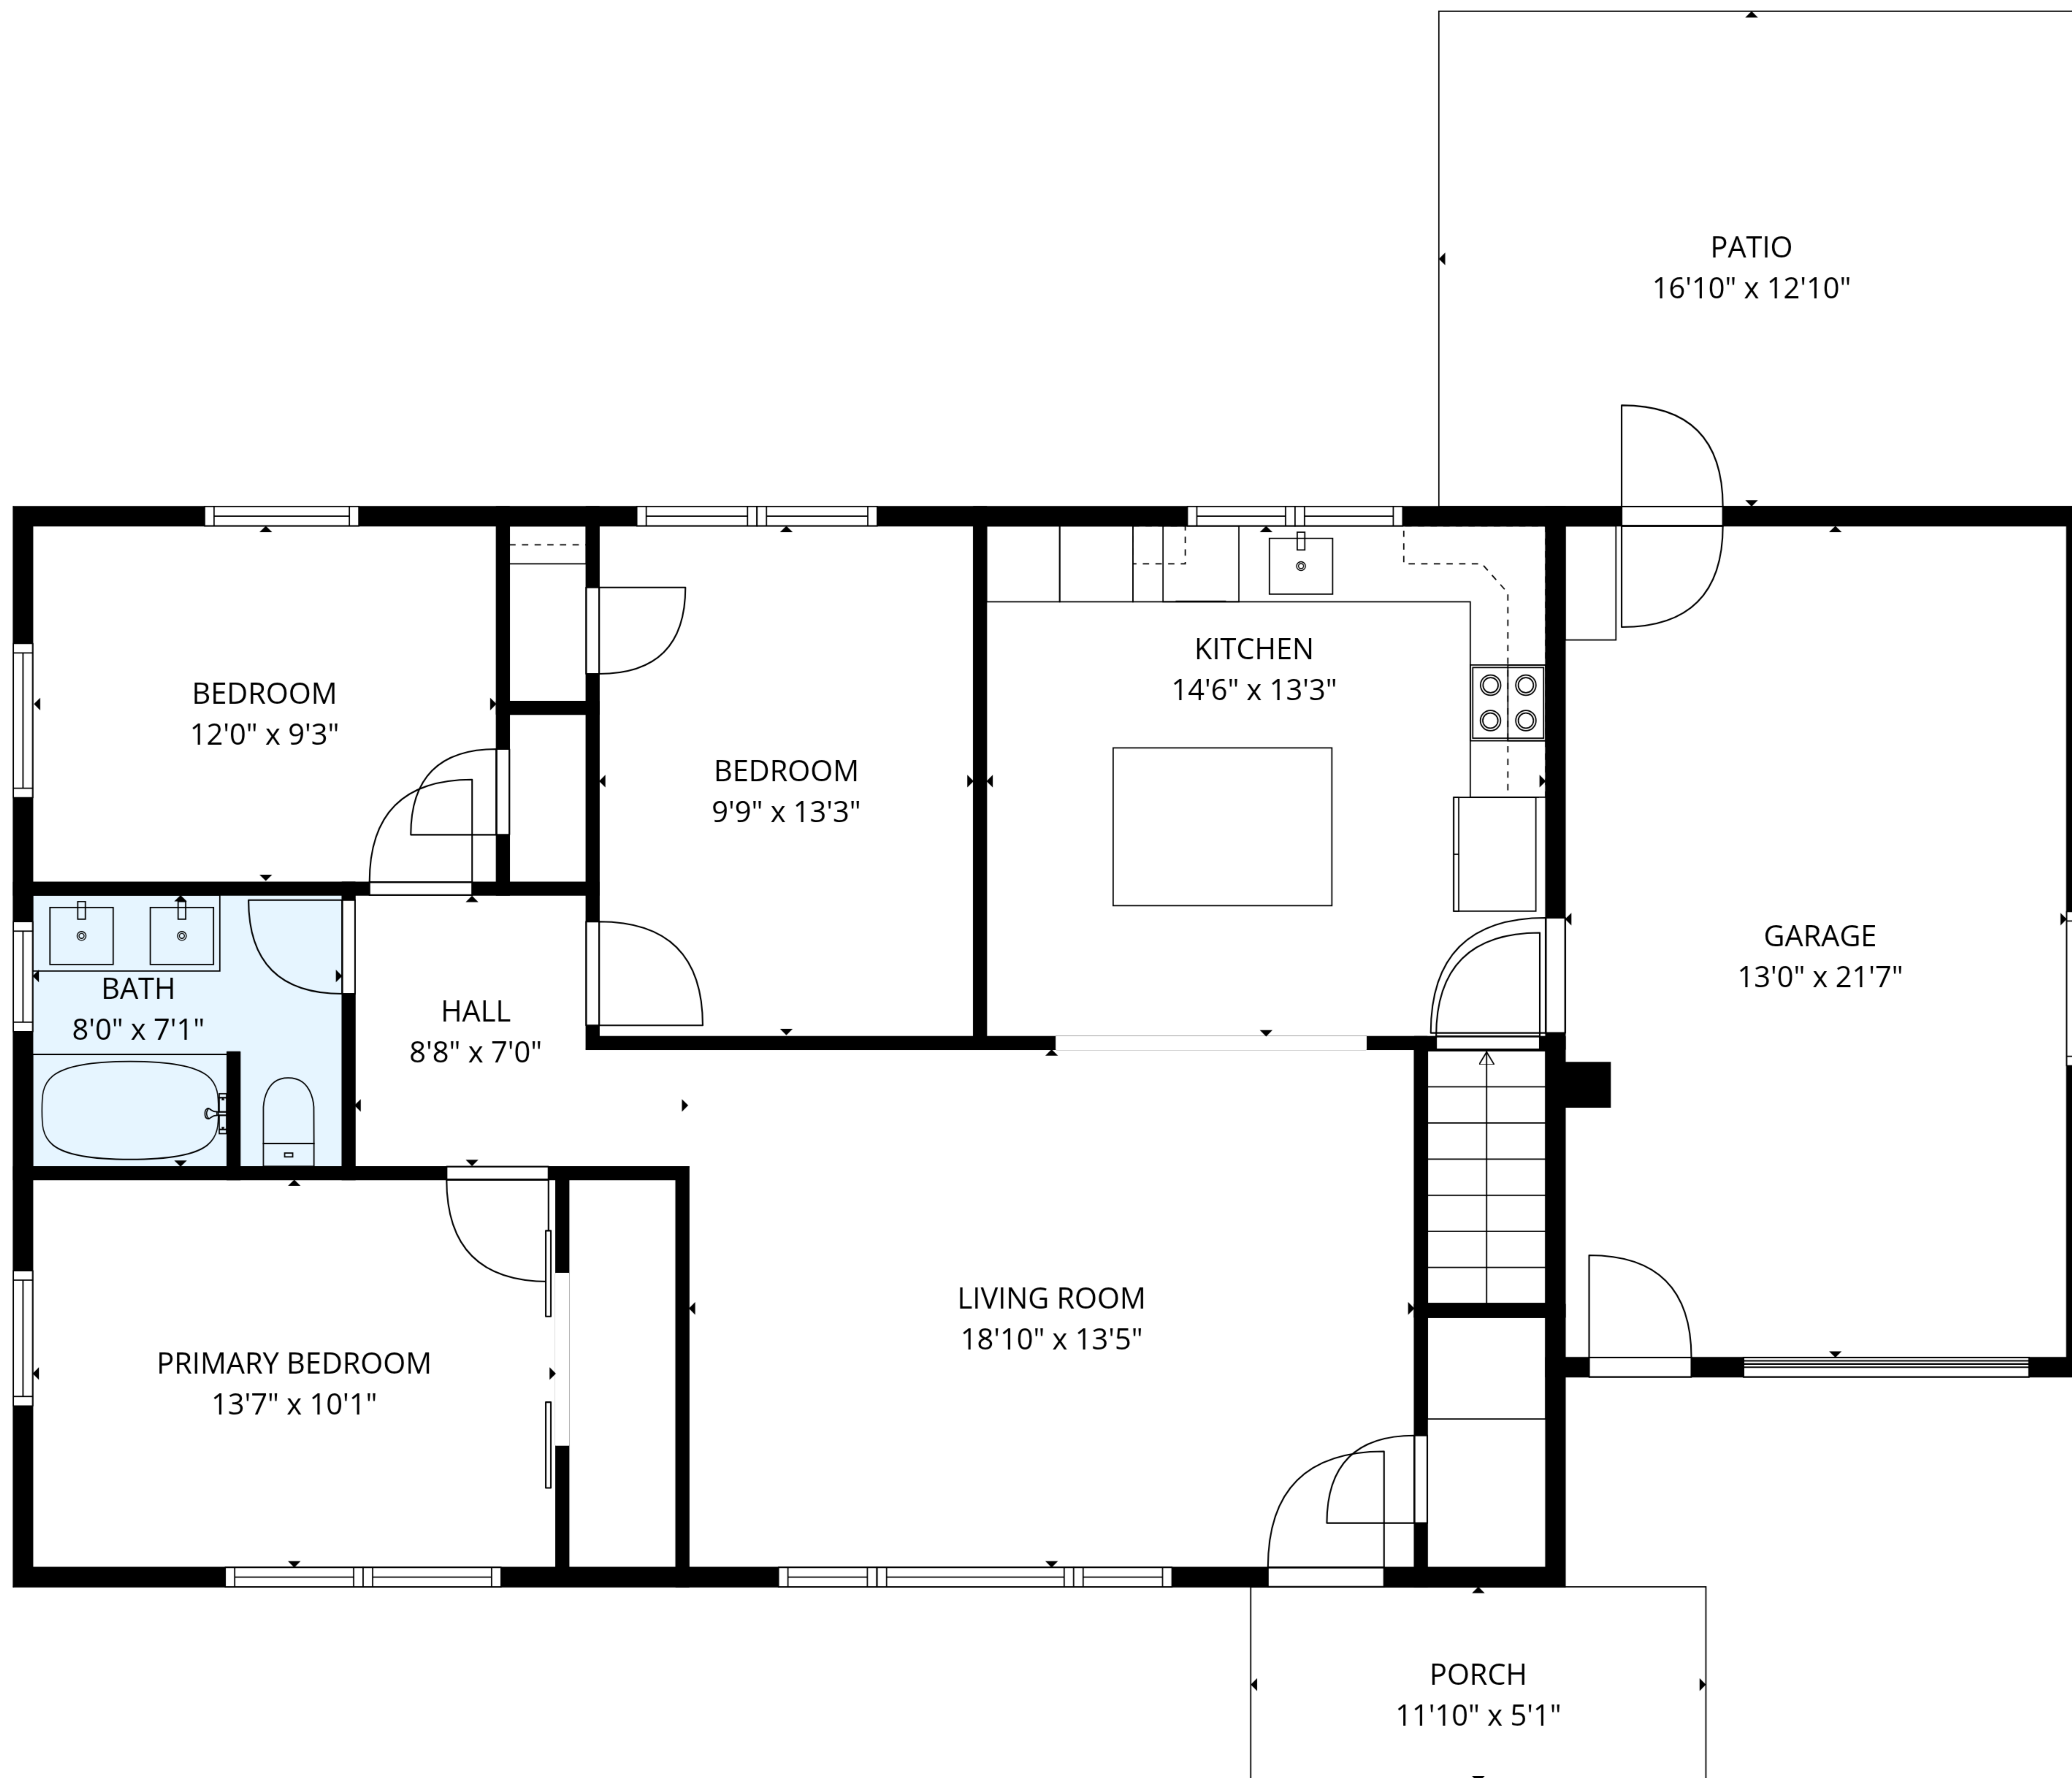 PATIO
16'10" x 12'10"
KITCHEN
14'6" x 13'3"
BEDROOM
12'0" x 9'3"
BEDROOM
9'9" x 13'3"
GARAGE
13'0" x 21'7"
BATH
8'0" x 7'1"
HALL
8'8" x 7'0"
LIVING ROOM
18'10" x 13'5"
PRIMARY BEDROOM
13'7" x 10'1"
PORCH
11'10" x 5'1"